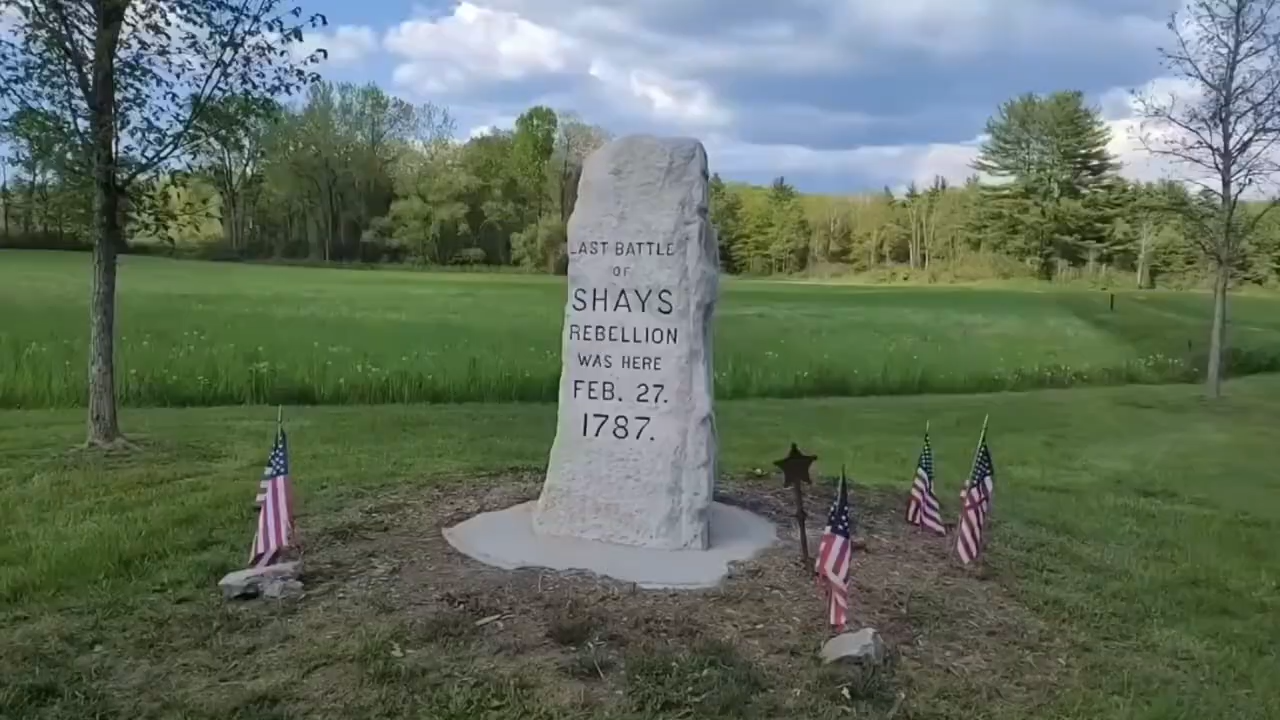 LAST BATTLE
OF
SHAYS
REBELLION
WAS HERE
FEB. 27.
1787.